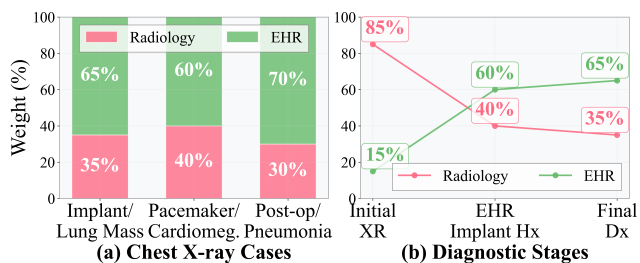 100
80
60
40
20
0
Weight (%)
Radiology
EHR
65%
60%
70%
35%
40%
30%
Implant/
Lung Mass
Pacemaker/
Cardiomeg.
Post-op/
Pneumonia
(a) Chest X-ray Cases
100
80
60
40
20
0
85%
60%
65%
40%
35%
15%
Radiology
EHR
Initial
XR
EHR
Implant Hx
Final
Dx
(b) Diagnostic Stages